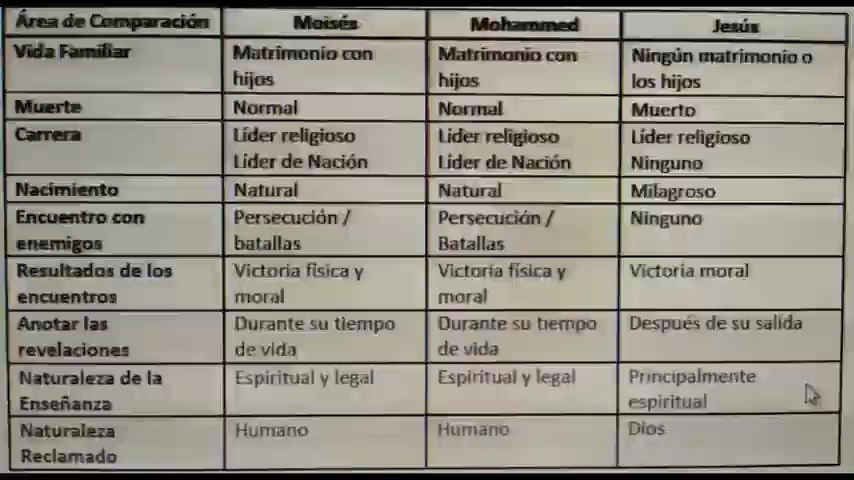 Área de Comparación Moisés Mohammed Jesús
Vida Familiar Matrimonio con Matrimonio con Ningún matrimonio o
hijos hijos los hijos
Muerte Normal Normal Muerto
Carrera Líder religioso Líder religioso Líder religioso
Líder de Nación Líder de Nación Ninguno
Nacimiento Natural Natural Milagroso
Encuentro con Persecución / Persecución / Ninguno
enemigos batallas Batallas
Resultados de los Victoria física y Victoria física y Victoria moral
encuentros moral moral
Anotar las Durante su tiempo Durante su tiempo Después de su salida
revelaciones de vida de vida
Naturaleza de la Espiritual y legal Espiritual y legal Principalmente
Enseñanza espiritual
Naturaleza Humano Humano Dios
Reclamado